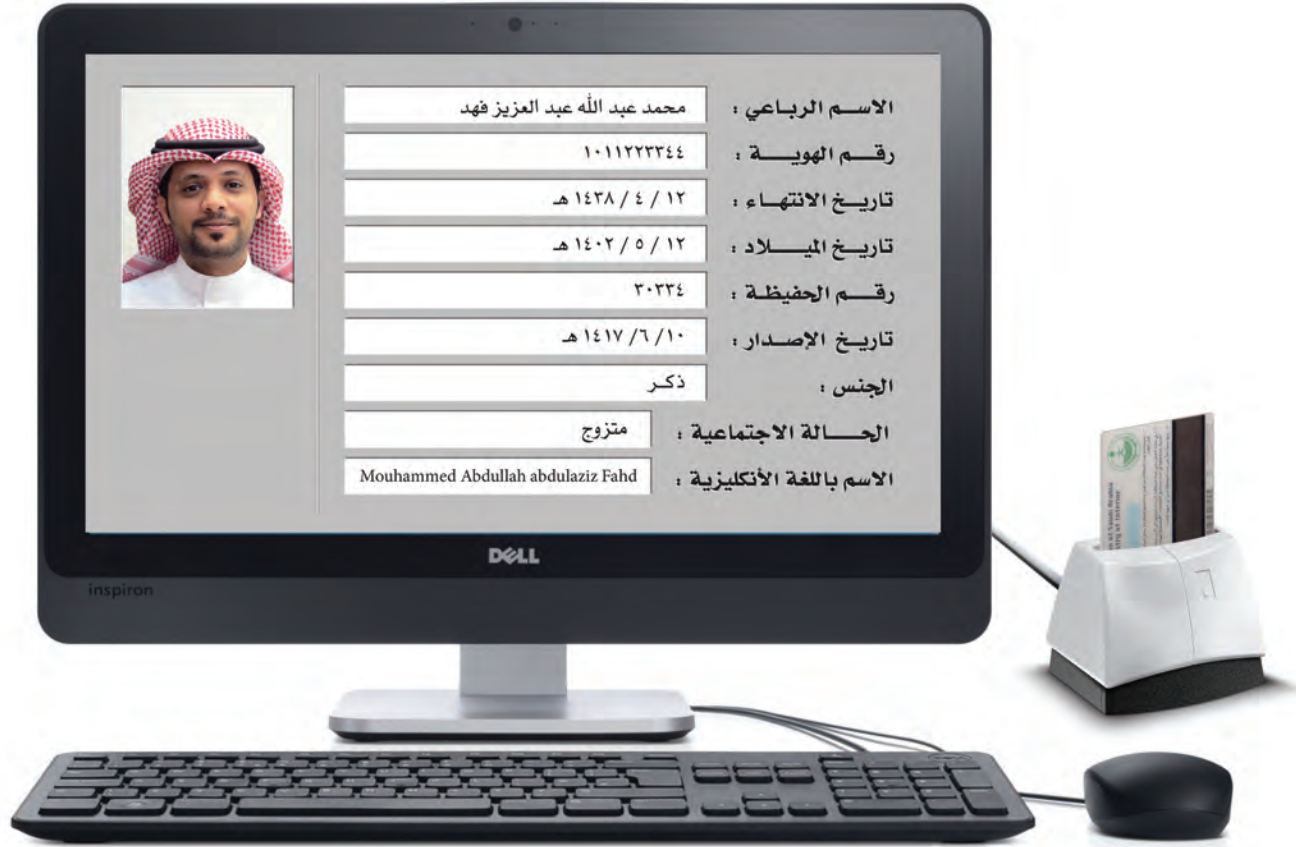 الاسم الرباعي : محمد عبد الله عبد العزيز فهد
رقم الهوية : ١٠١١٢٢٣٣٤٤
تاريخ الانتهاء : ١٢ / ٤ / ١٤٣٨ هـ
تاريخ الميلاد : ١٢ / ٥ / ١٤٠٢ هـ
رقم الحفيظة : ٣٠٣٣٤
تاريخ الإصدار : ١٠/ ٦/ ١٤١٧ هـ
الجنس : ذكر
الحالة الاجتماعية : متزوج
الاسم باللغة الأنكليزية : Mouhammed Abdullah abdulaziz Fahd
DELL
inspiron